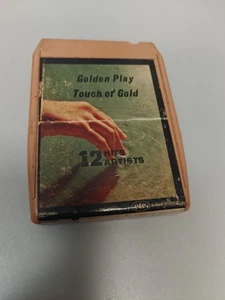 Golden Play
Touch of Gold
12 HITS
ARTISTS